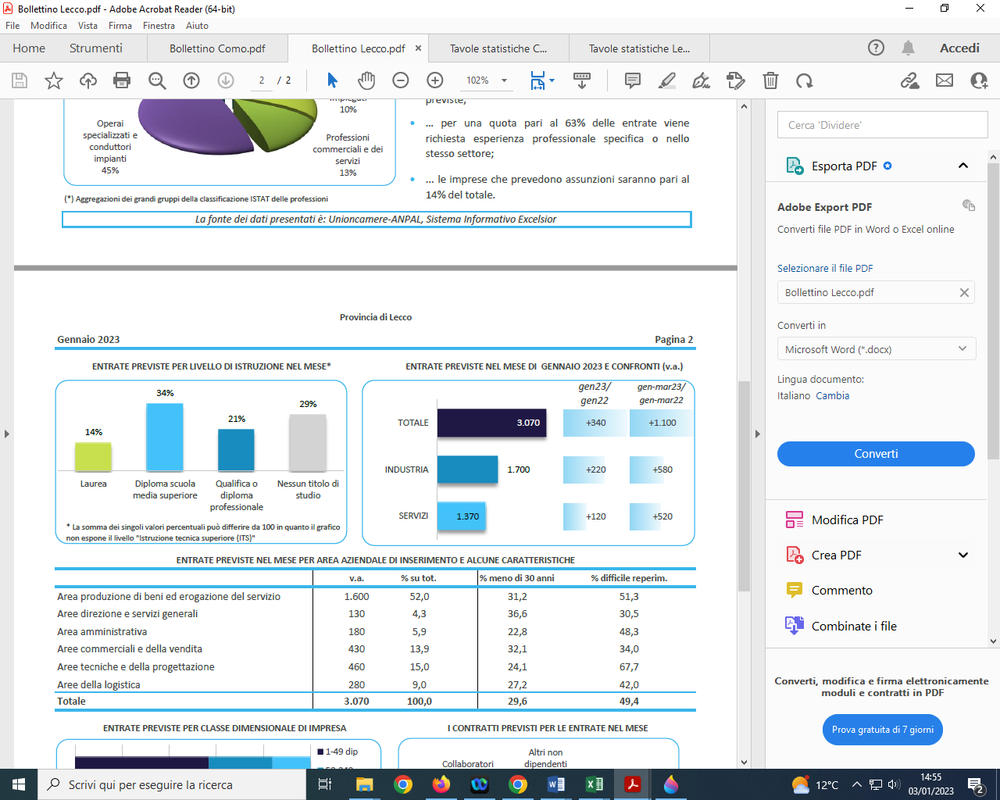 Bollettino Lecco.pdf - Adobe Acrobat Reader (64-bit)
File Modifica Vista Firma Finestra Aiuto
Home Strumenti Bollettino Como.pdf Bollettino Lecco.pdf Tavole statistiche C... Tavole statistiche Le... Accedi
2 / 2 102%
Impiegati
10%
previste;
Operai
specializzati e
conduttori
impianti
45%
Professioni
commerciali e dei
servizi
13%
• ... per una quota pari al 63% delle entrate viene
richiesta esperienza professionale specifica o nello
stesso settore;
• ... le imprese che prevedono assunzioni saranno pari al
14% del totale.
(*) Aggregazioni dei grandi gruppi della classificazione ISTAT delle professioni
La fonte dei dati presentati è: Unioncamere-ANPAL, Sistema Informativo Excelsior
Provincia di Lecco
Gennaio 2023 Pagina 2
ENTRATE PREVISTE PER LIVELLO DI ISTRUZIONE NEL MESE*
14% 34% 21% 29%
Laurea
Diploma scuola
media superiore
Qualifica o
diploma
professionale
Nessun titolo di
studio
* La somma dei singoli valori percentuali può differire da 100 in quanto il grafico
non espone il livello "Istruzione tecnica superiore (ITS)"
ENTRATE PREVISTE NEL MESE DI GENNAIO 2023 E CONFRONTI (v.a.)
gen23/
gen22
gen-mar23/
gen-mar22
TOTALE 3.070 +340 +1.100
INDUSTRIA 1.700 +220 +580
SERVIZI 1.370 +120 +520
ENTRATE PREVISTE NEL MESE PER AREA AZIENDALE DI INSERIMENTO E ALCUNE CARATTERISTICHE
v.a. % su tot. % meno di 30 anni % difficile reperim.
Area produzione di beni ed erogazione del servizio 1.600 52,0 31,2 51,3
Aree direzione e servizi generali 130 4,3 36,6 30,5
Area amministrativa 180 5,9 22,8 48,3
Aree commerciali e della vendita 430 13,9 32,1 34,0
Aree tecniche e della progettazione 460 15,0 24,1 67,7
Aree della logistica 280 9,0 27,2 42,0
Totale 3.070 100,0 29,6 49,4
ENTRATE PREVISTE PER CLASSE DIMENSIONALE DI IMPRESA
1-49 dip
I CONTRATTI PREVISTI PER LE ENTRATE NEL MESE
Altri non
dipendenti
Collaboratori
Cerca 'Dividere'
Esporta PDF
Adobe Export PDF
Converti file PDF in Word o Excel online
Selezionare il file PDF
Bollettino Lecco.pdf
Converti in
Microsoft Word (*.docx)
Lingua documento:
Italiano Cambia
Converti
Modifica PDF
Crea PDF
Commento
Combinate i file
Converti, modifica e firma elettronicamente
moduli e contratti in PDF
Prova gratuita di 7 giorni
Scrivi qui per eseguire la ricerca
12°C
14:55
03/01/2023
2